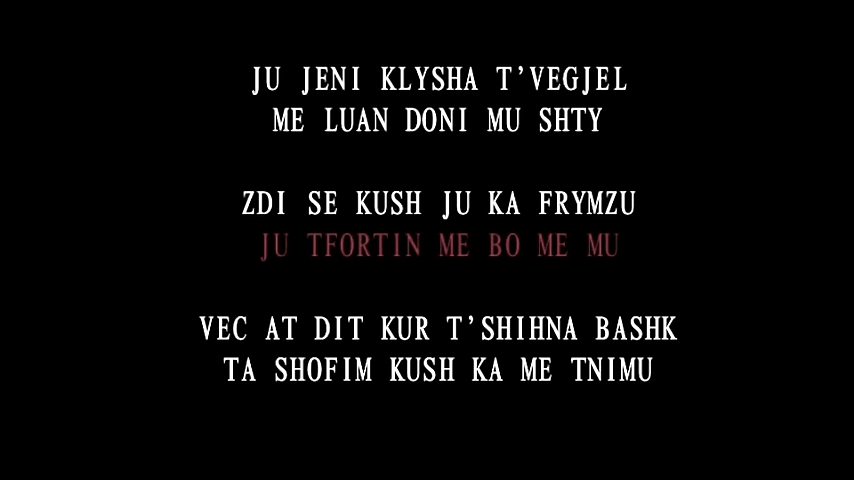 JU JENI KLYSHA T'VEGJEL
ME LUAN DONI MU SHTY
ZDI SE KUSH JU KA FRYMZU
JU TFORTIN ME BO ME MU
VEC AT DIT KUR T'SHIHNA BASHK
TA SHOFIM KUSH KA ME TNIMU